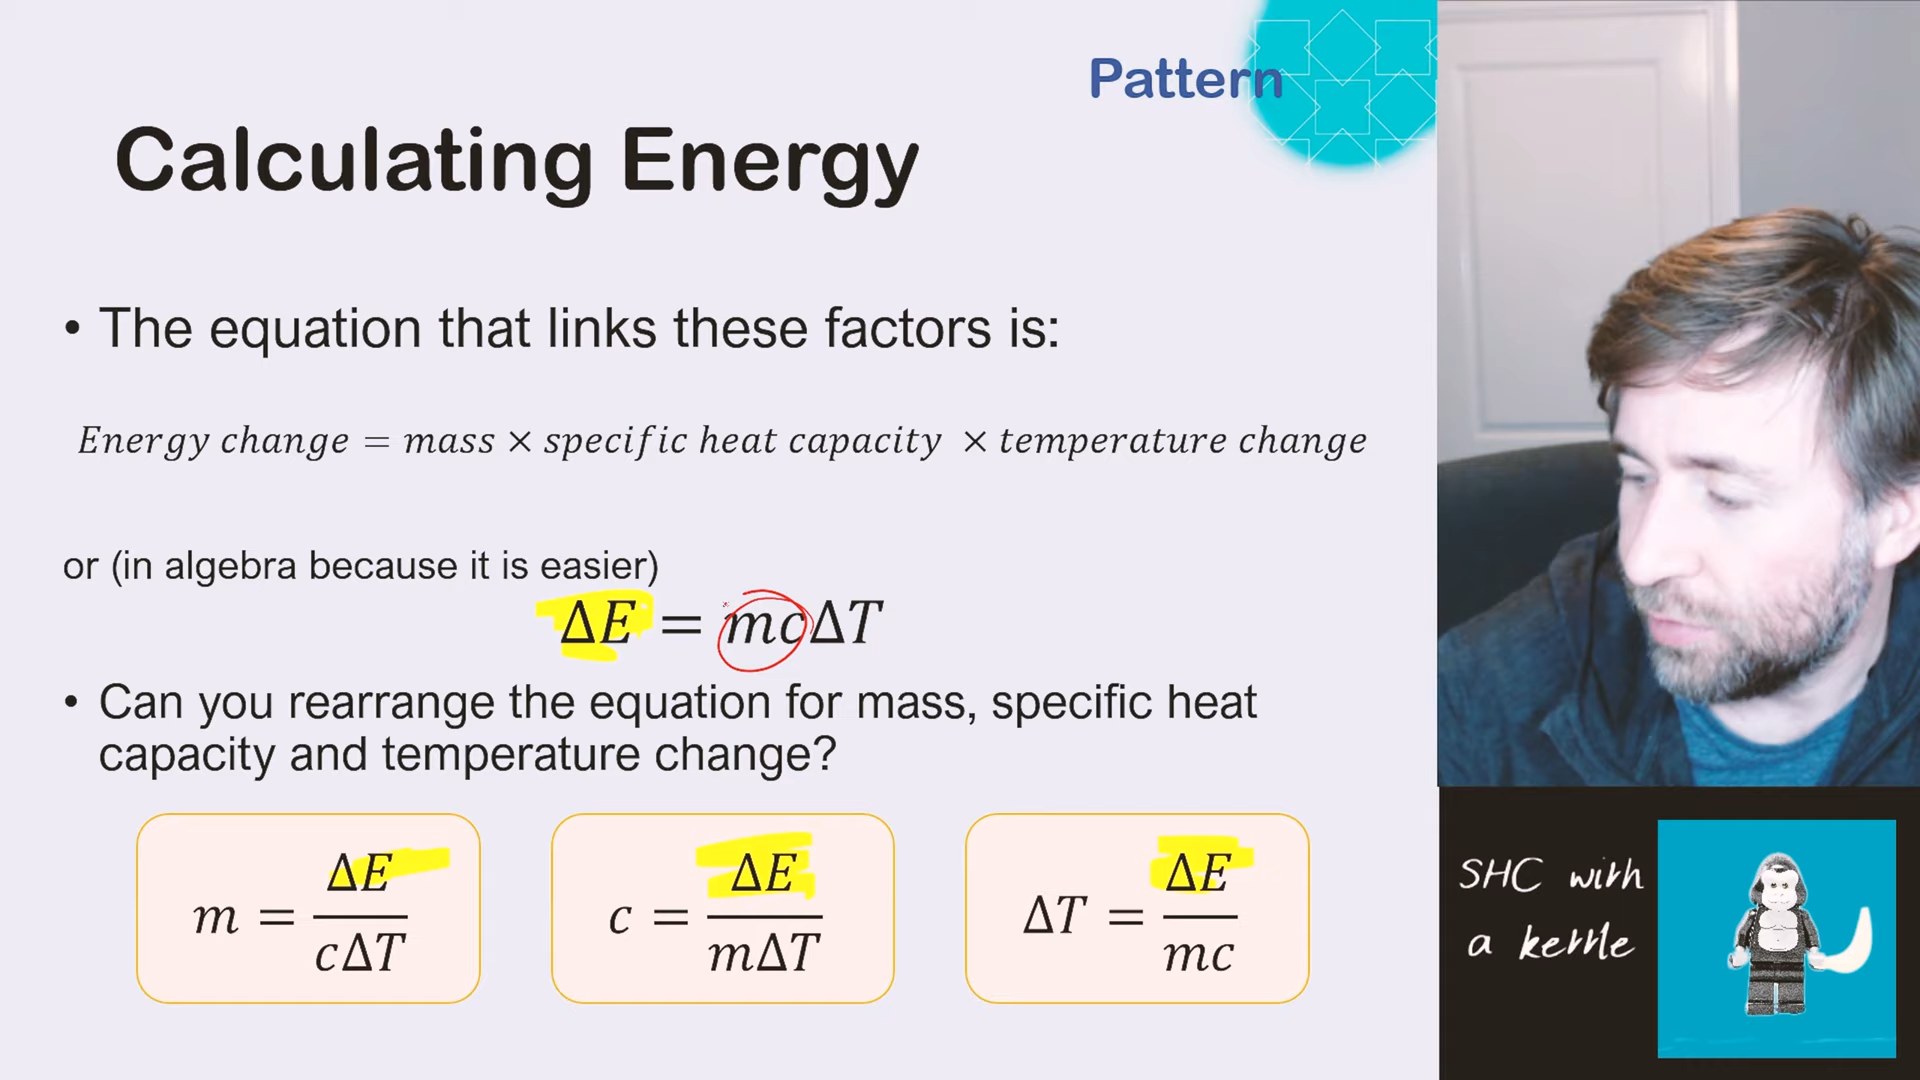 Pattern
Calculating Energy
• The equation that links these factors is:
Energy change = mass × specific heat capacity × temperature change
or (in algebra because it is easier)
ΔE = mcΔT
• Can you rearrange the equation for mass, specific heat
capacity and temperature change?
m = ΔE / cΔT
c = ΔE / mΔT
ΔT = ΔE / mc
SHC with
a kettle